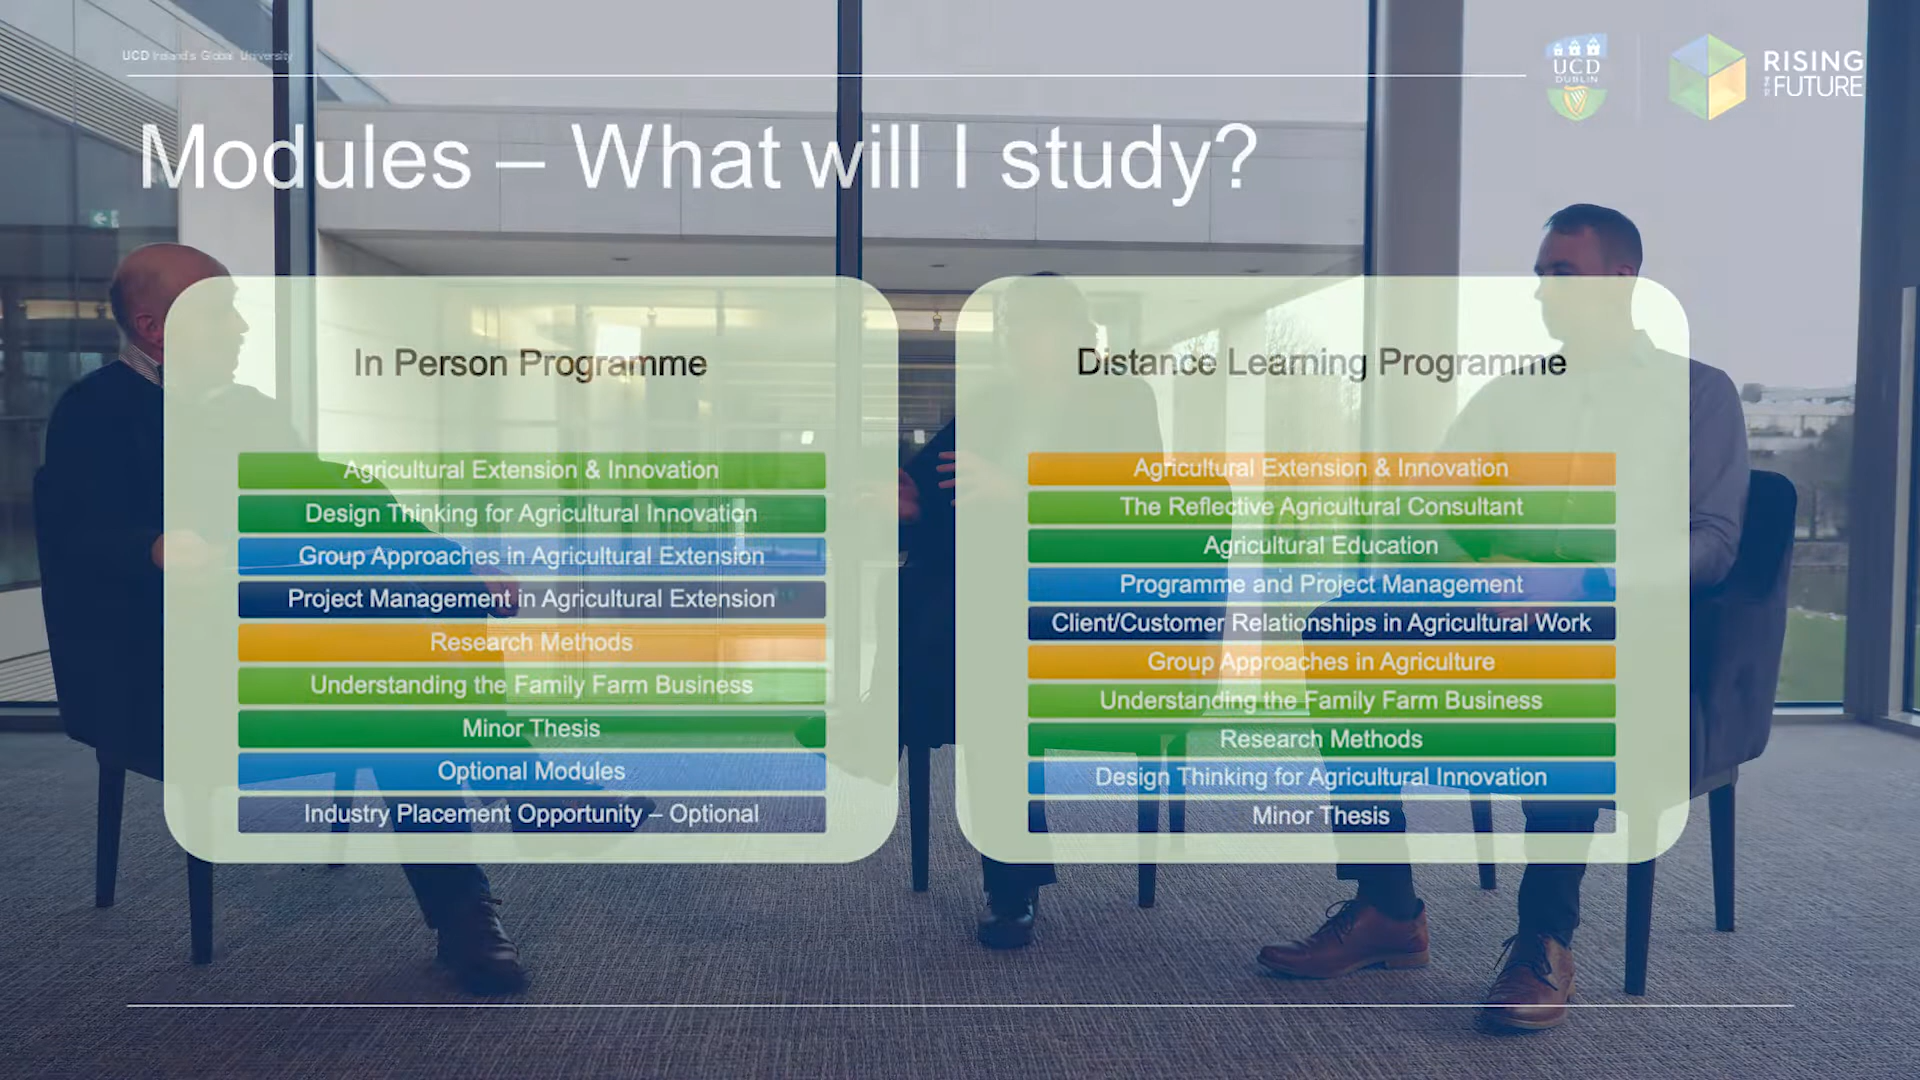 UCD Ireland's Global University
UCD
DUBLIN
RISING
FUTURE
Modules – What will I study?
In Person Programme
Agricultural Extension & Innovation
Design Thinking for Agricultural Innovation
Group Approaches in Agricultural Extension
Project Management in Agricultural Extension
Research Methods
Understanding the Family Farm Business
Minor Thesis
Optional Modules
Industry Placement Opportunity – Optional
Distance Learning Programme
Agricultural Extension & Innovation
The Reflective Agricultural Consultant
Agricultural Education
Programme and Project Management
Client/Customer Relationships in Agricultural Work
Group Approaches in Agriculture
Understanding the Family Farm Business
Research Methods
Design Thinking for Agricultural Innovation
Minor Thesis